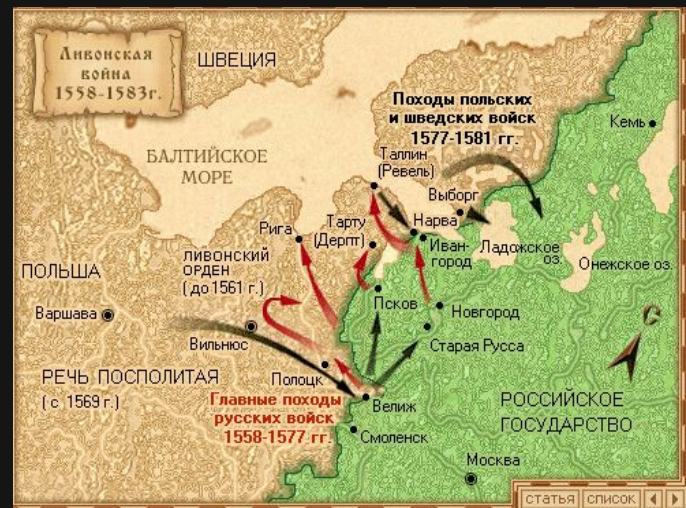 Ливонская
война
1558-1583г.
ШВЕЦИЯ
Походы польских
и шведских войск
1577-1581 гг.
Кемь
БАЛТИЙСКОЕ
МОРЕ
Таллин
(Ревель)
Выборг
Рига
Тарту
(Дерпт)
Нарва
Иван-
город
Ладожское
оз.
Онежское оз.
ЛИВОНСКИЙ
ОРДЕН
(до 1561 г.)
ПОЛЬША
Варшава
Псков
Новгород
С
Вильнюс
Старая Русса
Полоцк
РЕЧЬ ПОСПОЛИТАЯ
(с 1569 г.)
Главные походы
русских войск
1558-1577 гг.
Велиж
РОССИЙСКОЕ
ГОСУДАРСТВО
Смоленск
Москва
статья список